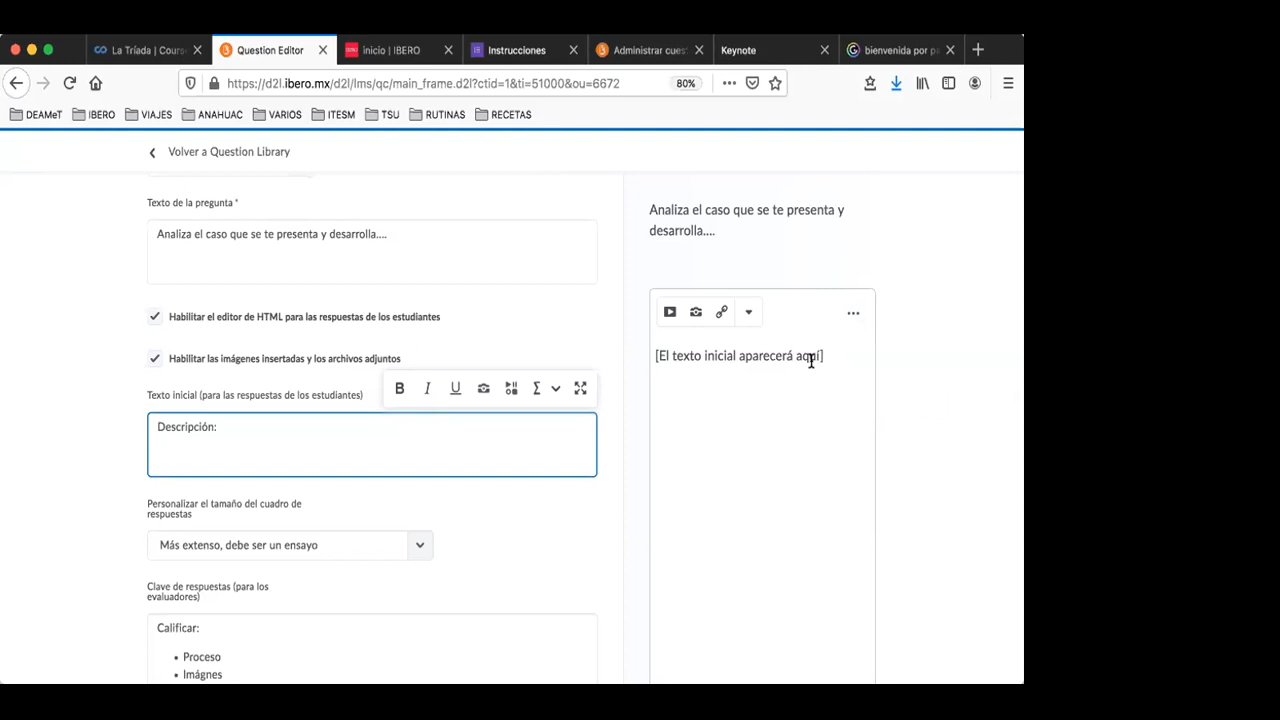 La Tríada | Cours
Question Editor
inicio | IBERO
Instrucciones
Administrar cues
Keynote
bienvenida por pa
https://d2l.ibero.mx/d2l/lms/qc/main_frame.d2l?ctid=1&ti=51000&ou=6672
80%
DEAMeT
IBERO
VIAJES
ANAHUAC
VARIOS
ITESM
TSU
RUTINAS
RECETAS
Volver a Question Library
Texto de la pregunta *
Analiza el caso que se te presenta y desarrolla....
Habilitar el editor de HTML para las respuestas de los estudiantes
Habilitar las imágenes insertadas y los archivos adjuntos
Texto inicial (para las respuestas de los estudiantes)
B I U Σ
Descripción:
Personalizar el tamaño del cuadro de
respuestas
Más extenso, debe ser un ensayo
Clave de respuestas (para los
evaluadores)
Calificar:
• Proceso
• Imágnes
Analiza el caso que se te presenta y
desarrolla....
[El texto inicial aparecerá aquí]